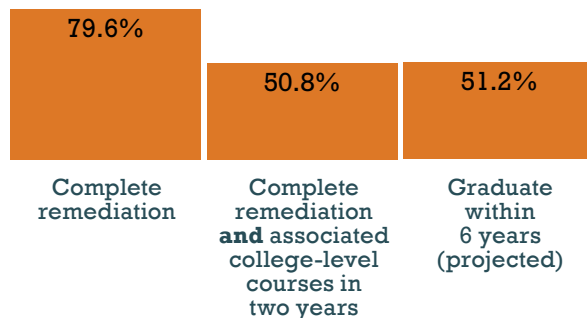 79.6%
50.8%
51.2%
Complete
remediation
Complete
remediation
and associated
college-level
courses in
two years
Graduate
within
6 years
(projected)